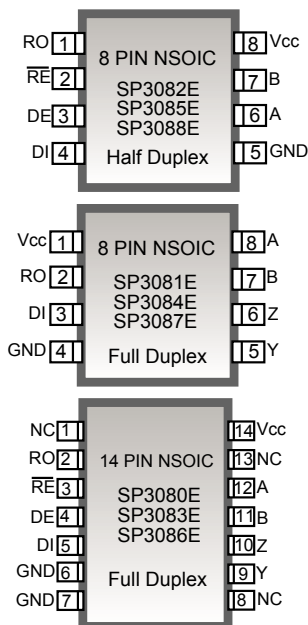 RO 1 8 PIN NSOIC 8 Vcc
R̅E̅ 2 SP3082E 7 B
DE 3 SP3085E 6 A
SP3088E
DI 4 Half Duplex 5 GND
Vcc 1 8 PIN NSOIC 8 A
RO 2 SP3081E 7 B
DI 3 SP3084E 6 Z
SP3087E
GND 4 Full Duplex 5 Y
NC 1 14 Vcc
RO 2 14 PIN NSOIC 13 NC
R̅E̅ 3 SP3080E 12 A
DE 4 SP3083E 11 B
DI 5 SP3086E 10 Z
GND 6 Full Duplex 9 Y
GND 7 8 NC